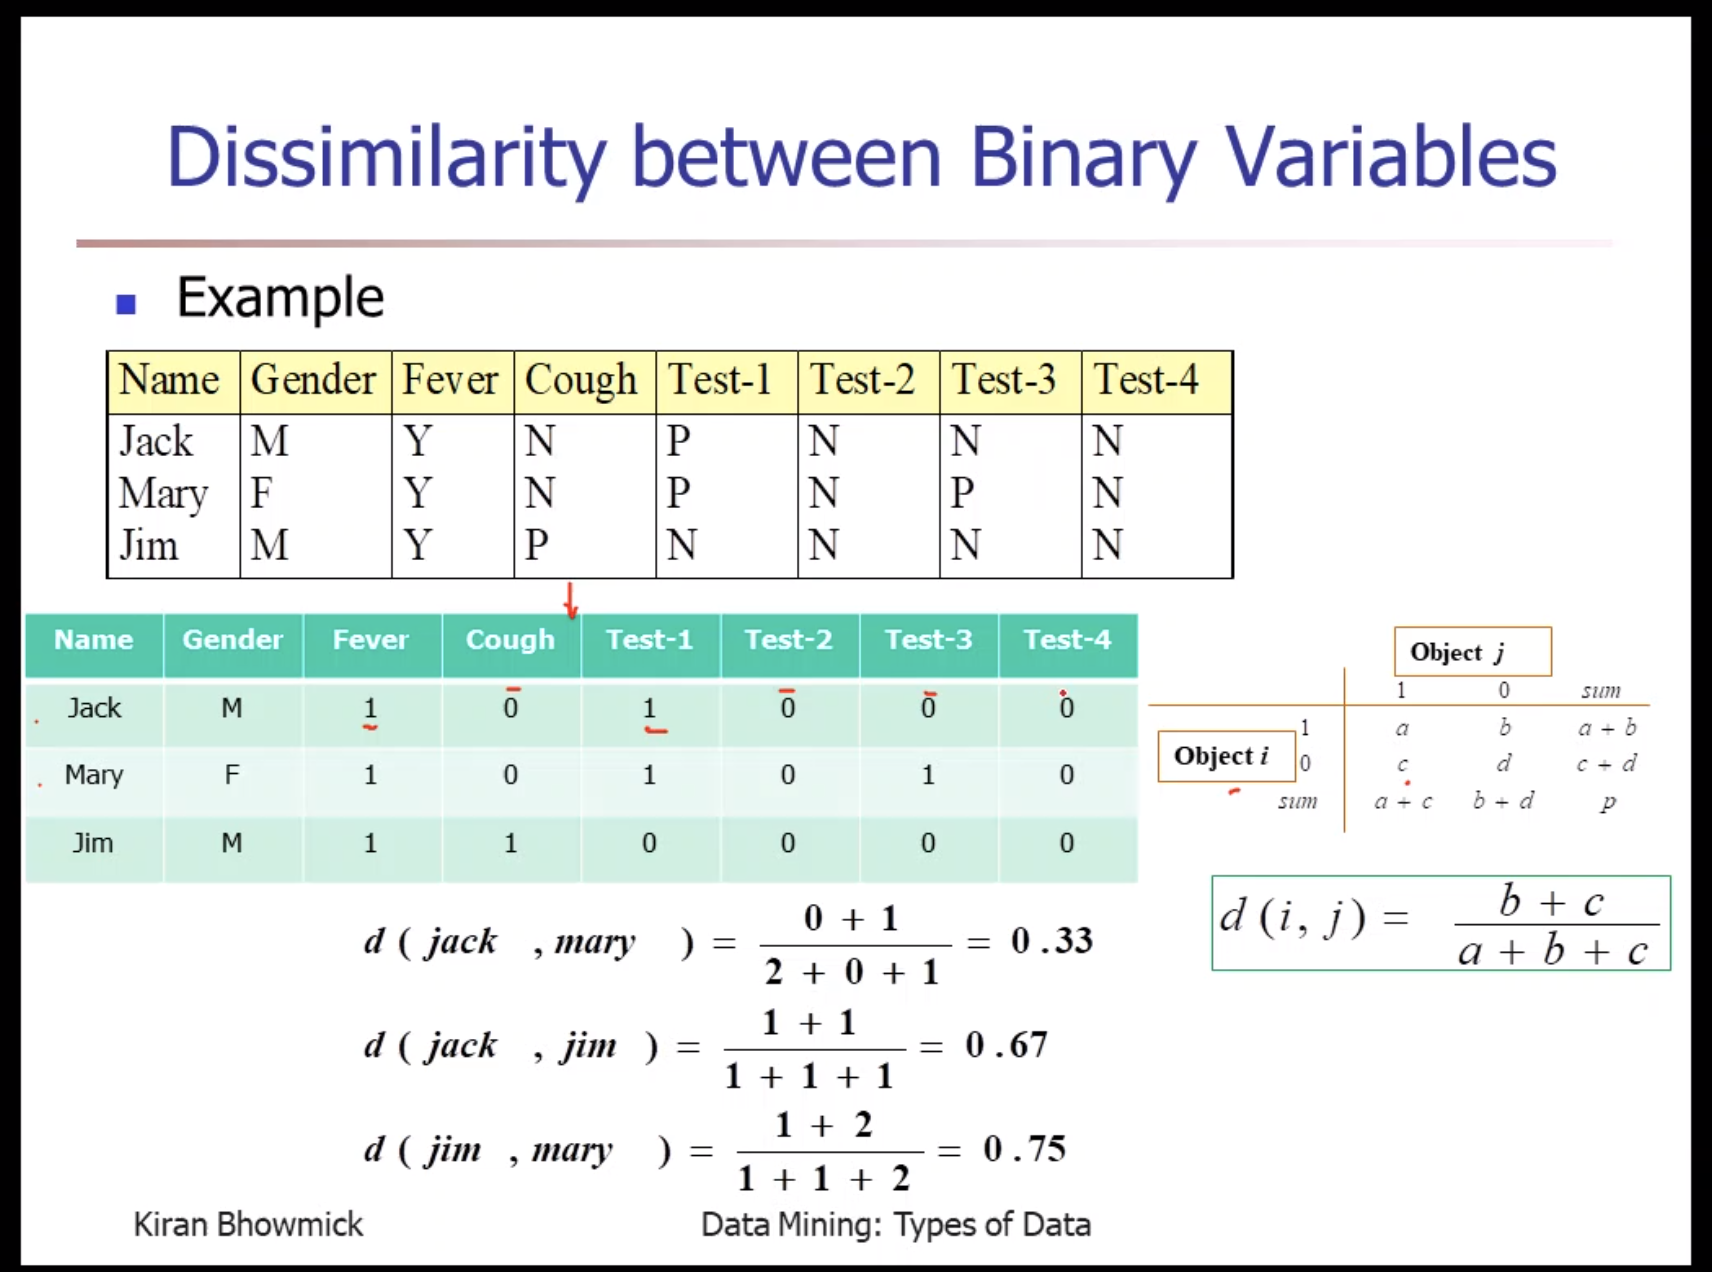 Dissimilarity between Binary Variables
Example
Name Gender Fever Cough Test-1 Test-2 Test-3 Test-4
Jack M Y N P N N N
Mary F Y N P N P N
Jim M Y P N N N N
Name Gender Fever Cough Test-1 Test-2 Test-3 Test-4
Jack M 1 0 1 0 0 0
Mary F 1 0 1 0 1 0
Jim M 1 1 0 0 0 0
Object j
1 0 sum
1 a b a + b
Object i 0 c d c + d
sum a + c b + d p
d (i, j) = b + c / a + b + c
d ( jack , mary ) = 0 + 1 / 2 + 0 + 1 = 0.33
d ( jack , jim ) = 1 + 1 / 1 + 1 + 1 = 0.67
d ( jim , mary ) = 1 + 2 / 1 + 1 + 2 = 0.75
Kiran Bhowmick Data Mining: Types of Data